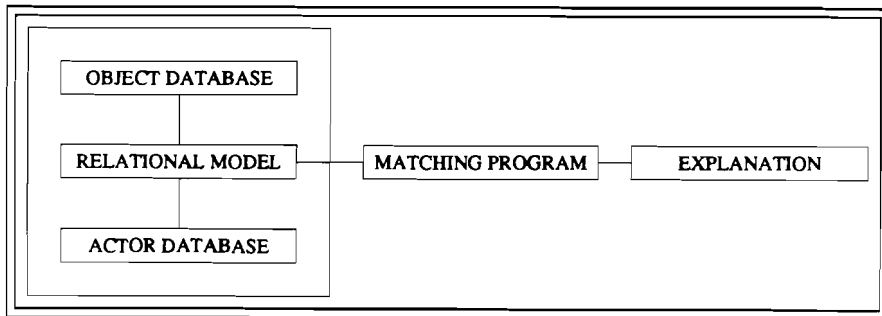 OBJECT DATABASE
RELATIONAL MODEL
MATCHING PROGRAM
EXPLANATION
ACTOR DATABASE